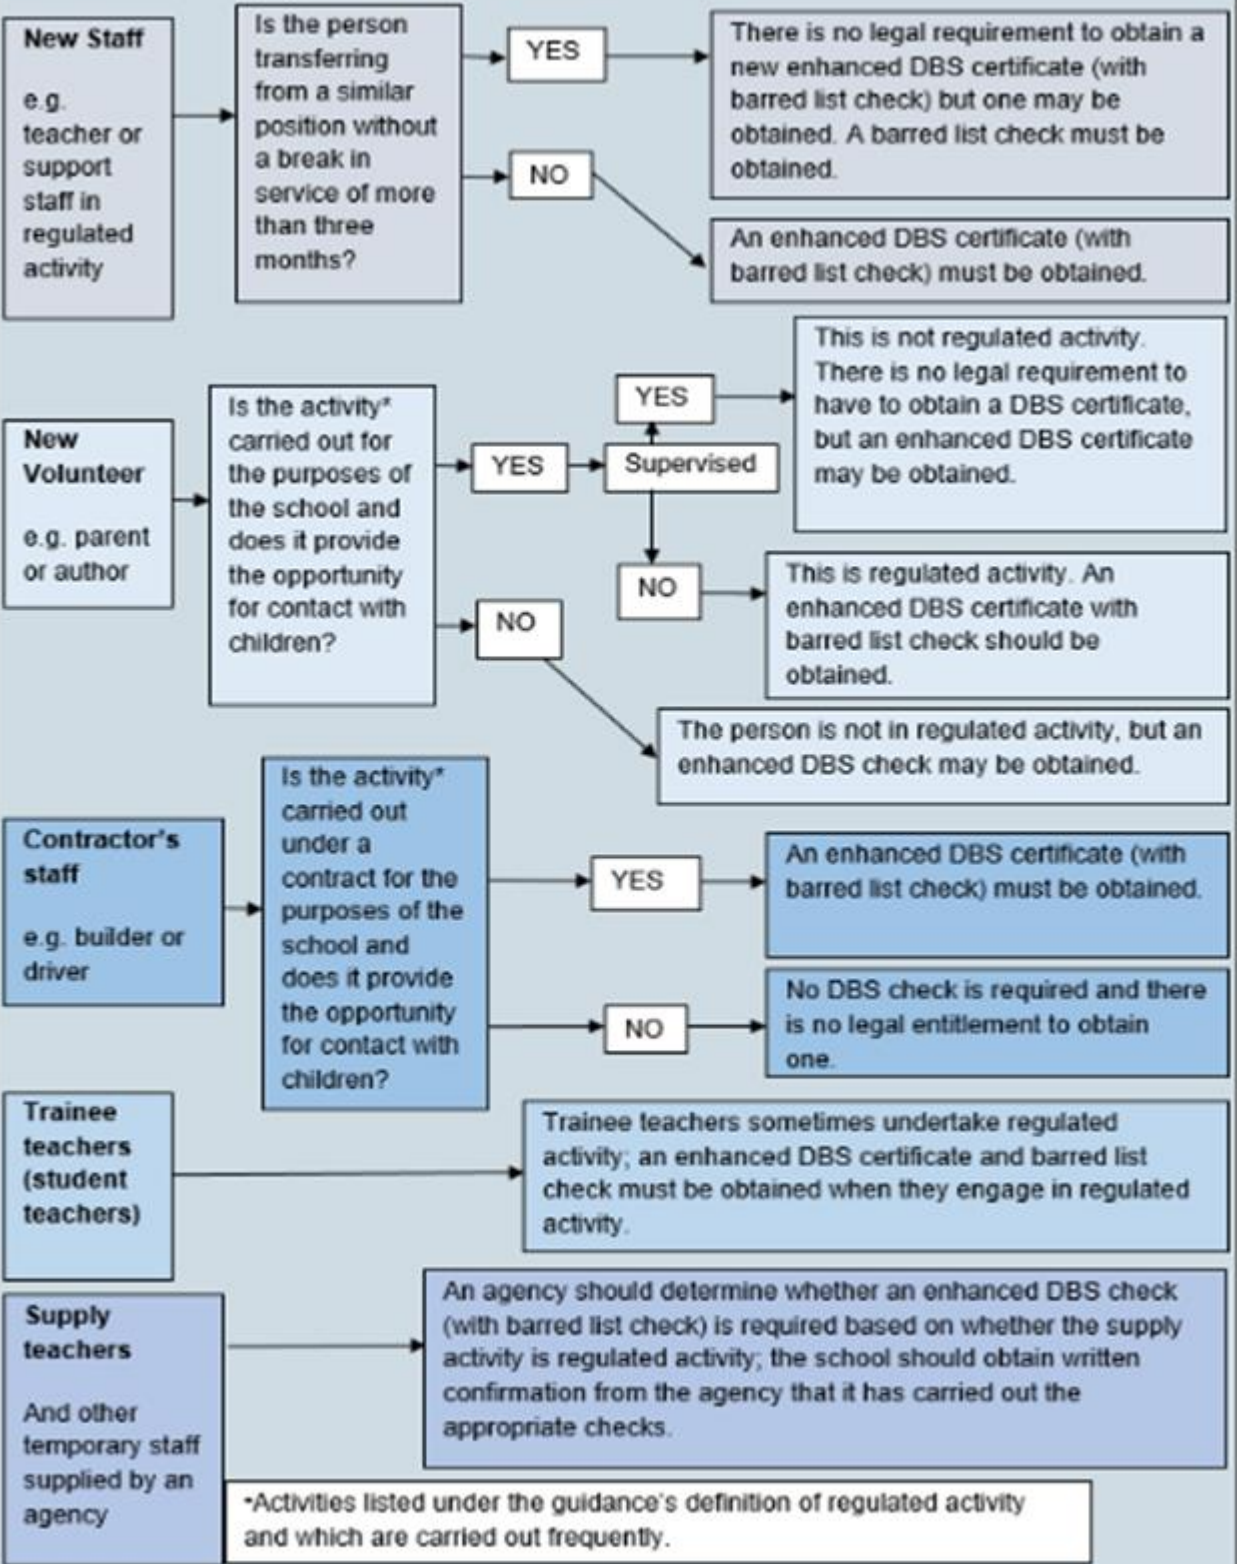 New Staff
e.g.
teacher or
support
staff in
regulated
activity
Is the person
transferring
from a similar
position without
a break in
service of more
than three
months?
YES
There is no legal requirement to obtain a
new enhanced DBS certificate (with
barred list check) but one may be
obtained. A barred list check must be
obtained.
NO
An enhanced DBS certificate (with
barred list check) must be obtained.
New
Volunteer
e.g. parent
or author
Is the activity*
carried out for
the purposes of
the school and
does it provide
the opportunity
for contact with
children?
YES
Supervised
YES
This is not regulated activity.
There is no legal requirement to
have to obtain a DBS certificate,
but an enhanced DBS certificate
may be obtained.
NO
This is regulated activity. An
enhanced DBS certificate with
barred list check should be
obtained.
NO
The person is not in regulated activity, but an
enhanced DBS check may be obtained.
Contractor's
staff
e.g. builder or
driver
Is the activity*
carried out
under a
contract for the
purposes of the
school and
does it provide
the opportunity
for contact with
children?
YES
An enhanced DBS certificate (with
barred list check) must be obtained.
NO
No DBS check is required and there
is no legal entitlement to obtain
one.
Trainee
teachers
(student
teachers)
Trainee teachers sometimes undertake regulated
activity; an enhanced DBS certificate and barred list
check must be obtained when they engage in regulated
activity.
Supply
teachers
And other
temporary staff
supplied by an
agency
An agency should determine whether an enhanced DBS check
(with barred list check) is required based on whether the supply
activity is regulated activity; the school should obtain written
confirmation from the agency that it has carried out the
appropriate checks.
*Activities listed under the guidance's definition of regulated activity
and which are carried out frequently.